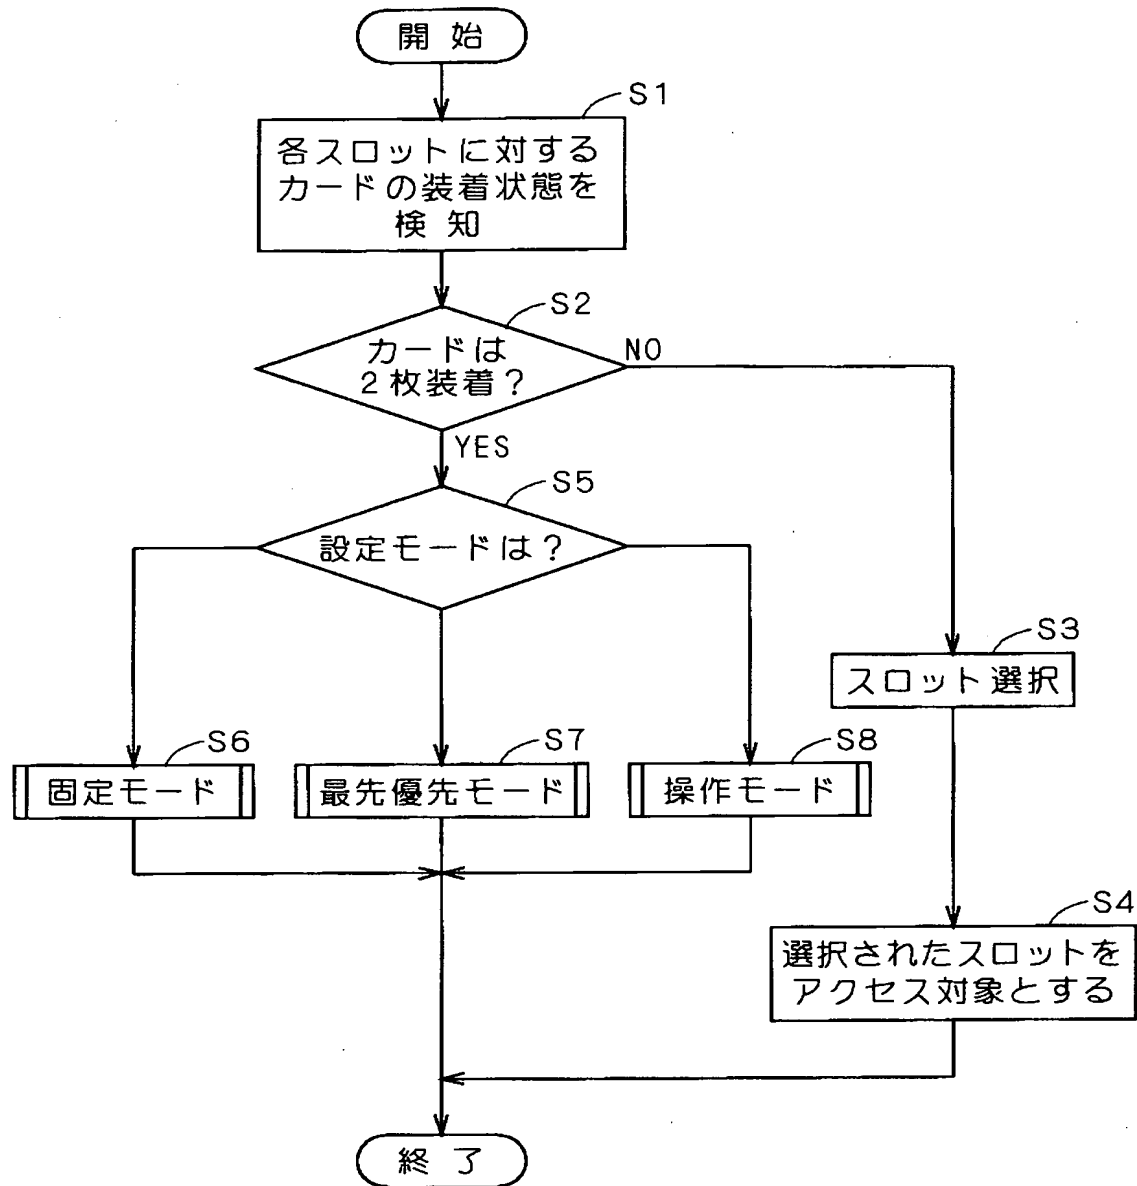 開始
S1
各スロットに対する
カードの装着状態を
検知
S2
カードは
2枚装着?
NO
YES
S5
設定モードは?
S3
スロット選択
S6
固定モード
S7
最先優先モード
S8
操作モード
S4
選択されたスロットを
アクセス対象とする
終了